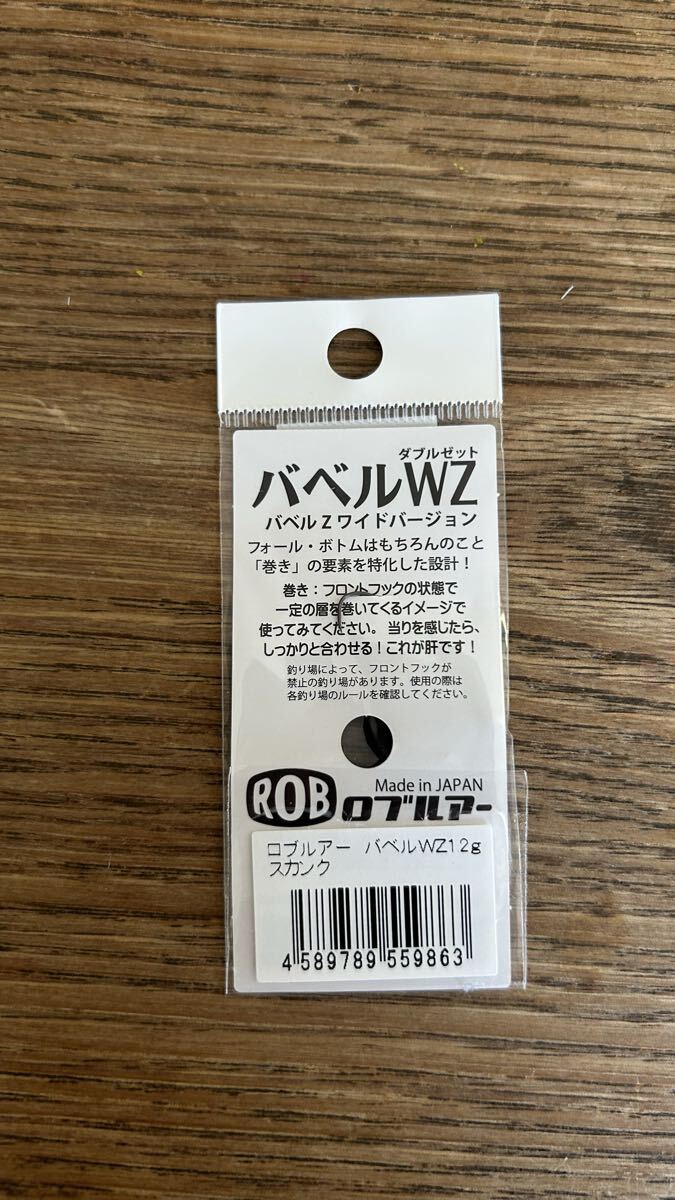 ダブルゼット
バベルWZ
バベルZワイドバージョン
フォール・ボトムはもちろんのこと
「巻き」の要素を特化した設計！
巻き：フロントフックの状態で
一定の層を巻いてくるイメージで
使ってみてください。当りを感じたら、
しっかりと合わせる！これが肝です！
釣り場によって、フロントフックが
禁止の釣り場があります。使用の際は
各釣り場のルールを確認してください。
Made in JAPAN
ROB ロブルアー
ロブルアー バベルWZ12g
スカンク
4 589789 559863